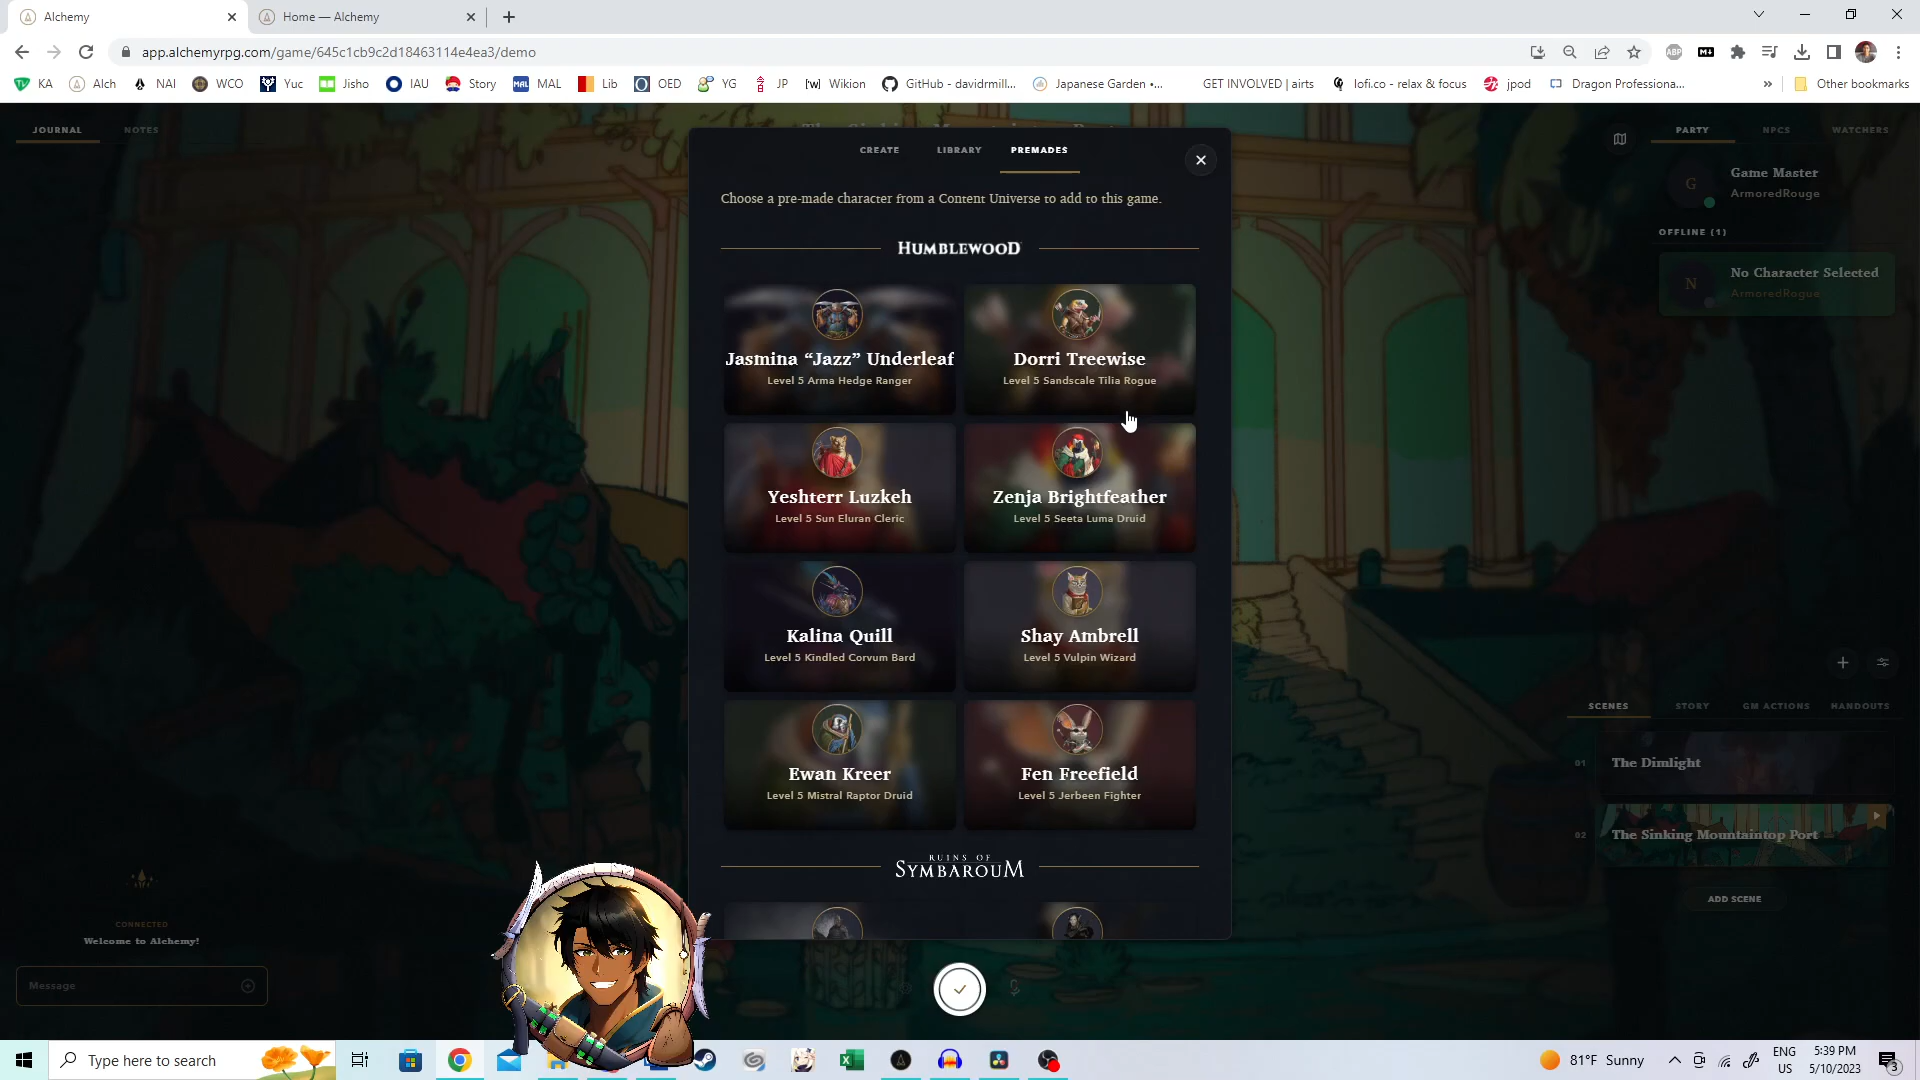 Alchemy
Home — Alchemy
app.alchemyrpg.com/game/645c1cb9c2d18463114e4ea3/demo
KA
Alch
NAI
WCO
Yuc
Jisho
IAU
Story
MAL
Lib
OED
YG
JP
[w] Wikion
GitHub - davidrmill...
Japanese Garden •...
GET INVOLVED | airts
lofi.co - relax & focus
jpod
Dragon Professiona...
»
Other bookmarks
JOURNAL
NOTES
CREATE
LIBRARY
PREMADES
PARTY
NPCS
WATCHERS
Choose a pre-made character from a Content Universe to add to this game.
G
Game Master
ArmoredRouge
OFFLINE (1)
N
No Character Selected
ArmoredRogue
HUMBLEWOOD
Jasmina “Jazz” Underleaf
Level 5 Arma Hedge Ranger
Dorri Treewise
Level 5 Sandscale Tilia Rogue
Yeshterr Luzkeh
Level 5 Sun Eluran Cleric
Zenja Brightfeather
Level 5 Seeta Luma Druid
Kalina Quill
Level 5 Kindled Corvum Bard
Shay Ambrell
Level 5 Vulpin Wizard
Ewan Kreer
Level 5 Mistral Raptor Druid
Fen Freefield
Level 5 Jerbeen Fighter
RUINS OF
SYMBAROUM
SCENES
STORY
GM ACTIONS
HANDOUTS
01
The Dimlight
02
The Sinking Mountaintop Port
ADD SCENE
CONNECTED
Welcome to Alchemy!
Message
Type here to search
81°F Sunny
ENG
US
5:39 PM
5/10/2023
3